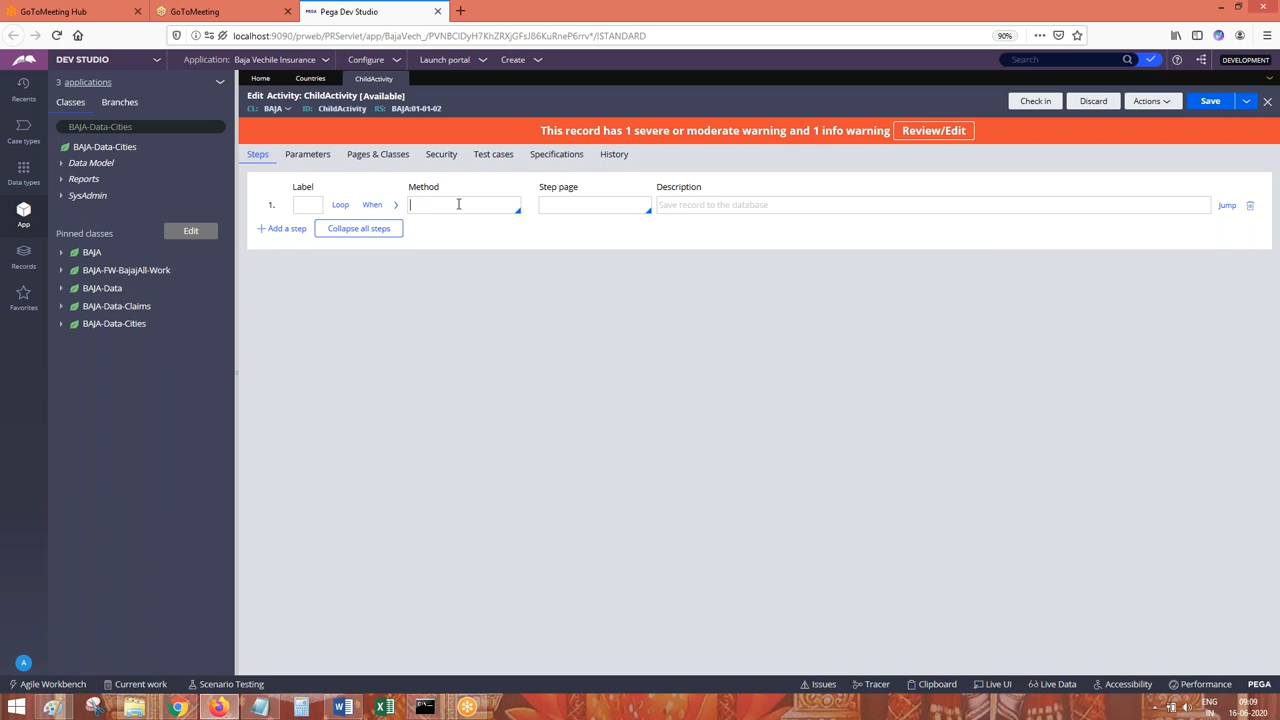 GoToMeeting Hub
GoToMeeting
PEGA Pega Dev Studio
localhost:9090/prweb/PRServlet/app/BajaVech_/PVNBClDyH7KhZRXjGFsJ86KuRneP6rrv*/!STANDARD
90%
DEV STUDIO
Application: Baja Vechile Insurance
Configure
Launch portal
Create
Search
DEVELOPMENT
Recents
Case types
Data types
App
Records
Favorites
A
3 applications
Classes
Branches
BAJA-Data-Cities
BAJA-Data-Cities
Data Model
Reports
SysAdmin
Pinned classes
Edit
BAJA
BAJA-FW-BajajAll-Work
BAJA-Data
BAJA-Data-Claims
BAJA-Data-Cities
Home
Countries
ChildActivity
Edit Activity: ChildActivity [Available]
CL: BAJA ID: ChildActivity RS: BAJA:01-01-02
Check in
Discard
Actions
Save
This record has 1 severe or moderate warning and 1 info warning Review/Edit
Steps
Parameters
Pages & Classes
Security
Test cases
Specifications
History
Label
Method
Step page
Description
1.
Loop
When
Save record to the database
Jump
Add a step
Collapse all steps
Agile Workbench
Current work
Scenario Testing
Issues
Tracer
Clipboard
Live UI
Live Data
Accessibility
Performance
PEGA
ENG
IN
09:09
16-06-2020